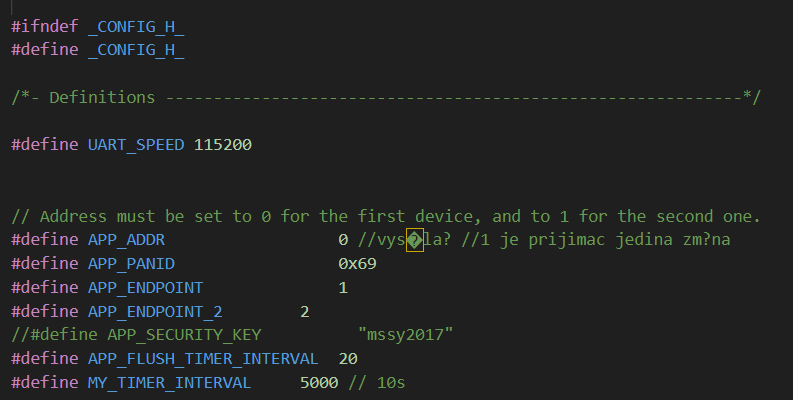 #ifndef _CONFIG_H_
#define _CONFIG_H_
/*- Definitions ------------------------------------------------------------*/
#define UART_SPEED 115200
// Address must be set to 0 for the first device, and to 1 for the second one.
#define APP_ADDR 0 //vys�la? //1 je prijimac jedina zm?na
#define APP_PANID 0x69
#define APP_ENDPOINT 1
#define APP_ENDPOINT_2 2
//#define APP_SECURITY_KEY "mssy2017"
#define APP_FLUSH_TIMER_INTERVAL 20
#define MY_TIMER_INTERVAL 5000 // 10s